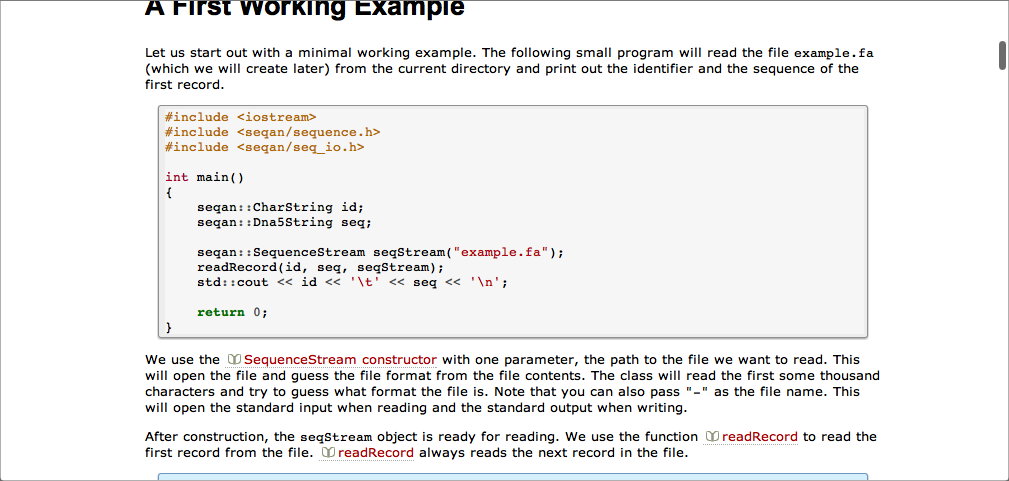 A First Working Example
Let us start out with a minimal working example. The following small program will read the file example.fa
(which we will create later) from the current directory and print out the identifier and the sequence of the
first record.
#include <iostream>
#include <seqan/sequence.h>
#include <seqan/seq_io.h>
int main()
{
    seqan::CharString id;
    seqan::Dna5String seq;
    seqan::SequenceStream seqStream("example.fa");
    readRecord(id, seq, seqStream);
    std::cout << id << '\t' << seq << '\n';
    return 0;
}
We use the SequenceStream constructor with one parameter, the path to the file we want to read. This
will open the file and guess the file format from the file contents. The class will read the first some thousand
characters and try to guess what format the file is. Note that you can also pass "-" as the file name. This
will open the standard input when reading and the standard output when writing.
After construction, the seqStream object is ready for reading. We use the function readRecord to read the
first record from the file. readRecord always reads the next record in the file.